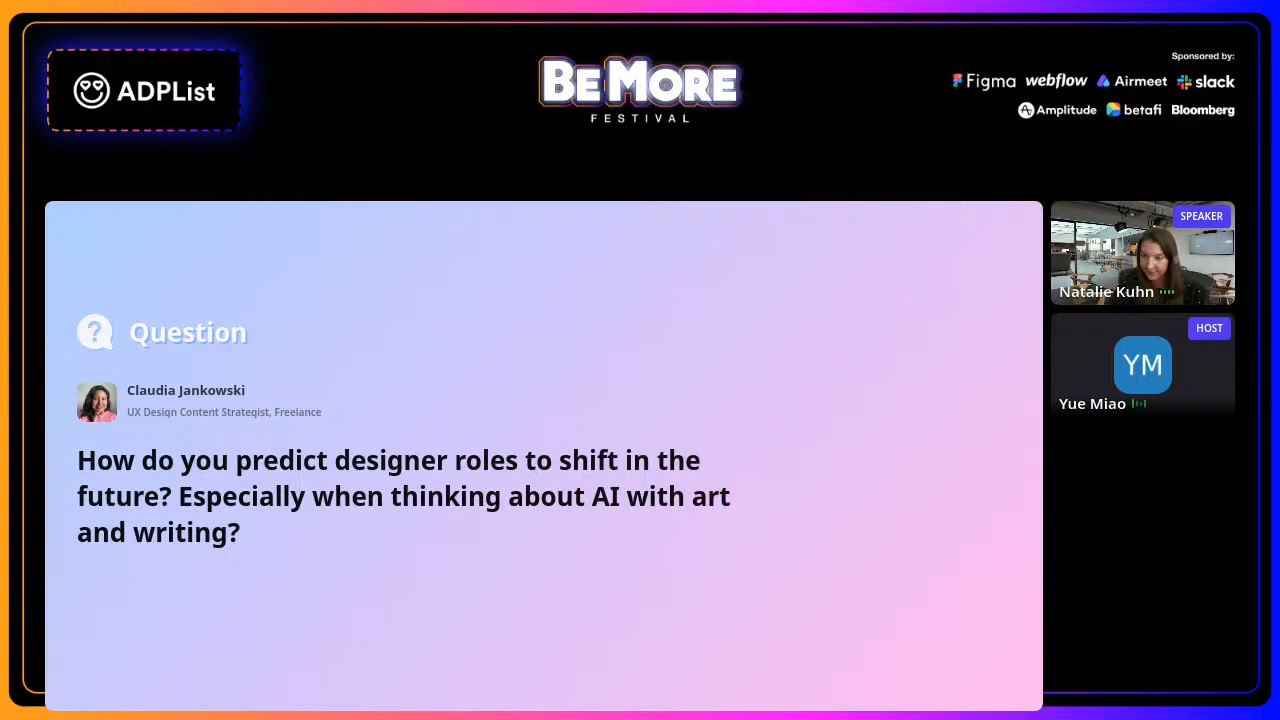 ADPList
BE MORE
FESTIVAL
Sponsored by:
Figma webflow Airmeet slack
Amplitude betafi Bloomberg
SPEAKER
Natalie Kuhn
HOST
YM
Yue Miao
Question
Claudia Jankowski
UX Design Content Strategist, Freelance
How do you predict designer roles to shift in the
future? Especially when thinking about AI with art
and writing?